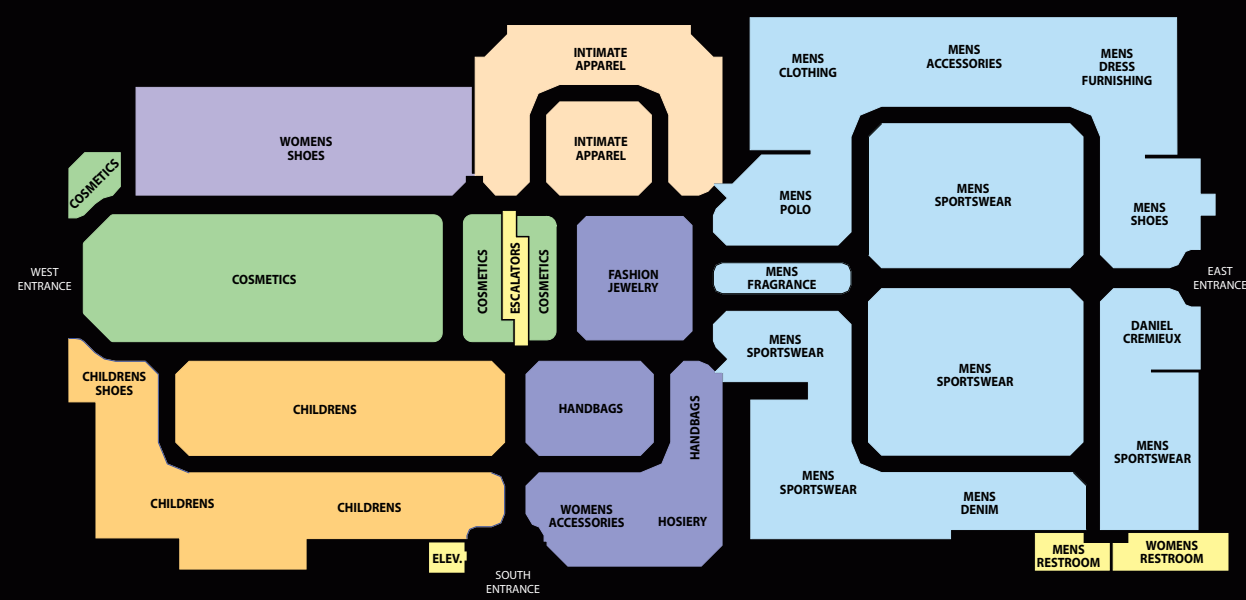 INTIMATE
APPAREL
MENS
CLOTHING
MENS
ACCESSORIES
MENS
DRESS
FURNISHING
WOMENS
SHOES
INTIMATE
APPAREL
COSMETICS
MENS
POLO
MENS
SPORTSWEAR
MENS
SHOES
WEST
ENTRANCE
COSMETICS
COSMETICS
ESCALATORS
COSMETICS
FASHION
JEWELRY
MENS
FRAGRANCE
EAST
ENTRANCE
CHILDRENS
SHOES
CHILDRENS
HANDBAGS
HANDBAGS
MENS
SPORTSWEAR
MENS
SPORTSWEAR
DANIEL
CREMIEUX
CHILDRENS
CHILDRENS
WOMENS
ACCESSORIES
HOSIERY
MENS
SPORTSWEAR
MENS
DENIM
MENS
SPORTSWEAR
ELEV.
SOUTH
ENTRANCE
MENS
RESTROOM
WOMENS
RESTROOM